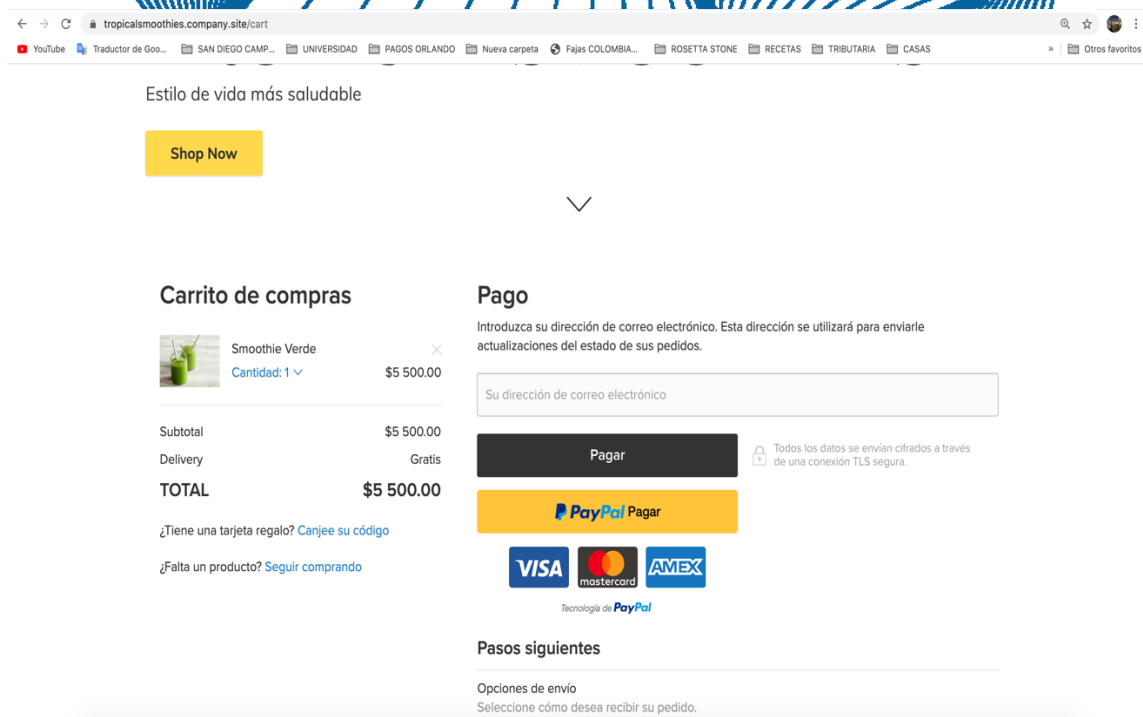 tropicalsmoothies.company.site/cart
YouTube Traductor de Goo... SAN DIEGO CAMP... UNIVERSIDAD PAGOS ORLANDO Nueva carpeta Fajas COLOMBIA... ROSETTA STONE RECETAS TRIBUTARIA CASAS » Otros favoritos
Estilo de vida más saludable
Shop Now
Carrito de compras
Smoothie Verde
Cantidad: 1
$5 500.00
Subtotal $5 500.00
Delivery Gratis
TOTAL $5 500.00
¿Tiene una tarjeta regalo? Canjee su código
¿Falta un producto? Seguir comprando
Pago
Introduzca su dirección de correo electrónico. Esta dirección se utilizará para enviarle
actualizaciones del estado de sus pedidos.
Su dirección de correo electrónico
Pagar
Todos los datos se envían cifrados a través
de una conexión TLS segura.
PayPal Pagar
VISA mastercard AMEX
Tecnología de PayPal
Pasos siguientes
Opciones de envío
Seleccione cómo desea recibir su pedido.